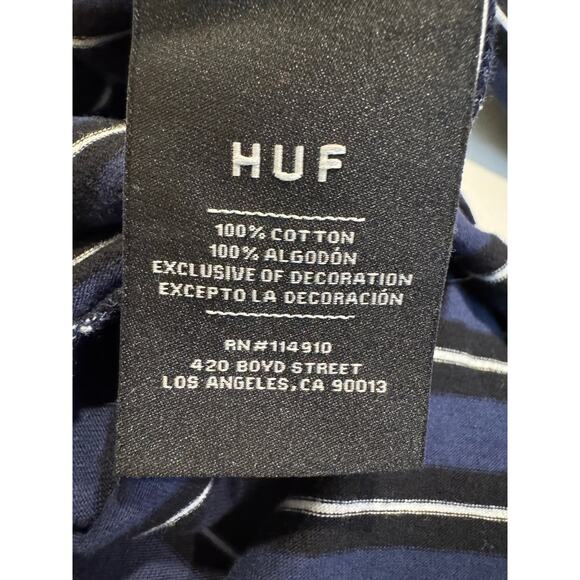 HUF
100% COTTON
100% ALGODÓN
EXCLUSIVE OF DECORATION
EXCEPTO LA DECORACIÓN
RN#114910
420 BOYD STREET
LOS ANGELES, CA 90013